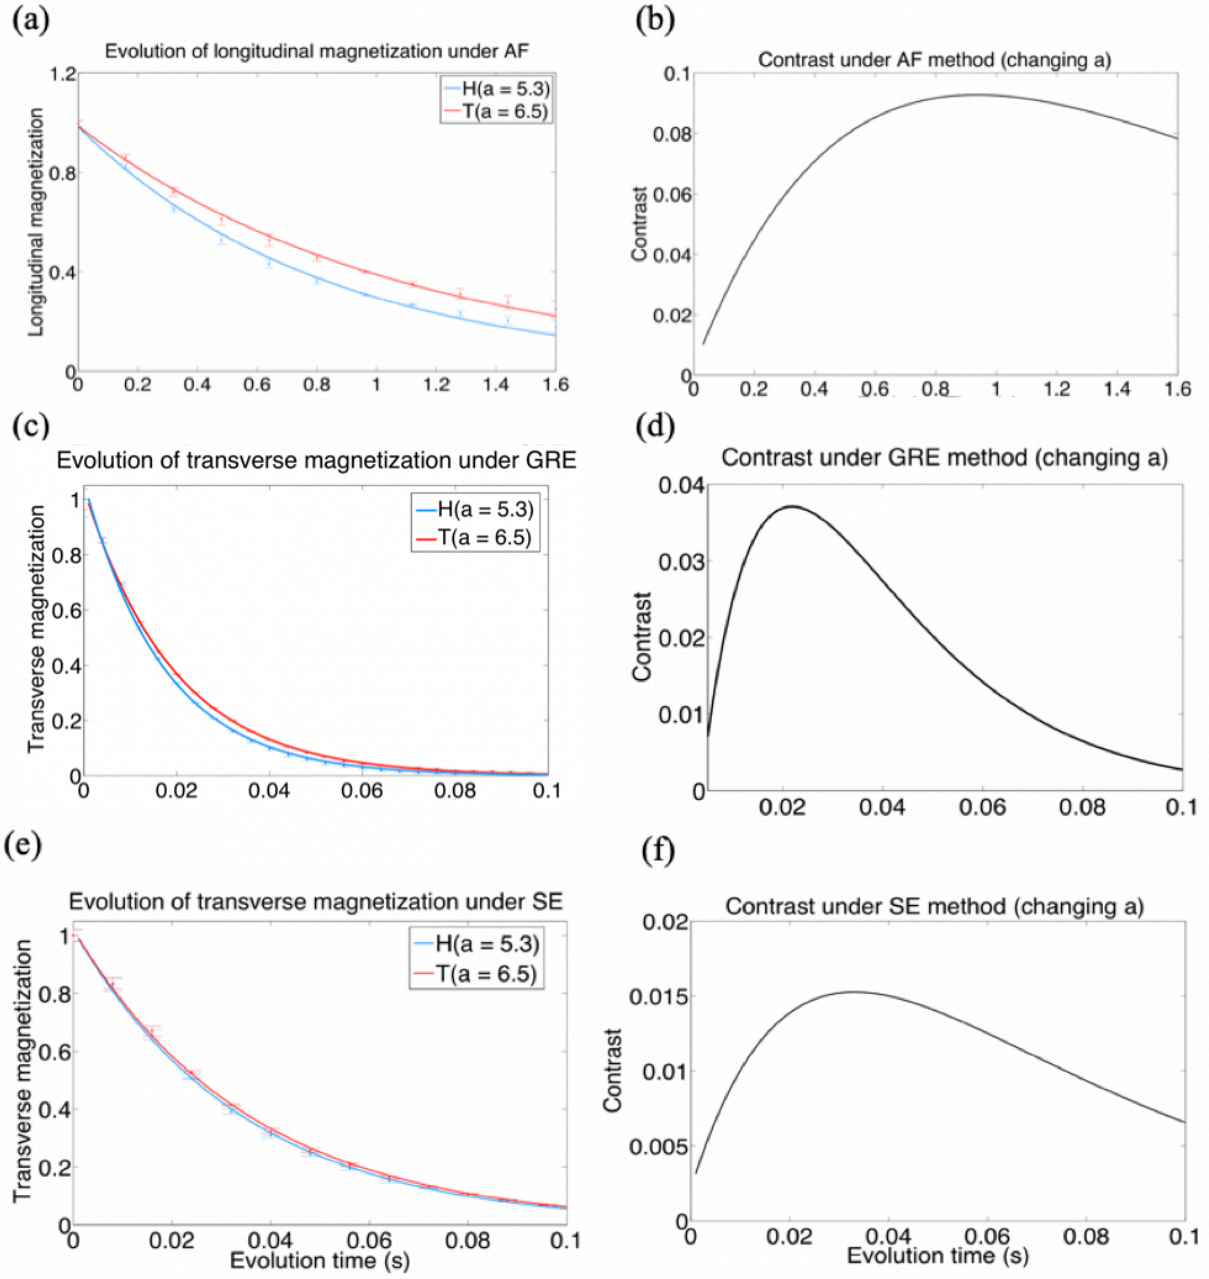 (a)
Evolution of longitudinal magnetization under AF
Longitudinal magnetization
1.2
0.8
0.4
0
H(a = 5.3)
T(a = 6.5)
0 0.2 0.4 0.6 0.8 1 1.2 1.4 1.6
(b)
Contrast under AF method (changing a)
Contrast
0.1
0.08
0.06
0.04
0.02
0
0 0.2 0.4 0.6 0.8 1 1.2 1.4 1.6
(c)
Evolution of transverse magnetization under GRE
Transverse magnetization
1
0.8
0.6
0.4
0.2
0
H(a = 5.3)
T(a = 6.5)
0 0.02 0.04 0.06 0.08 0.1
(d)
Contrast under GRE method (changing a)
Contrast
0.04
0.03
0.02
0.01
0
0.02 0.04 0.06 0.08 0.1
(e)
Evolution of transverse magnetization under SE
Transverse magnetization
1
0.8
0.6
0.4
0.2
0
H(a = 5.3)
T(a = 6.5)
0 0.02 0.04 0.06 0.08 0.1
Evolution time (s)
(f)
Contrast under SE method (changing a)
Contrast
0.02
0.015
0.01
0.005
0
0 0.02 0.04 0.06 0.08 0.1
Evolution time (s)